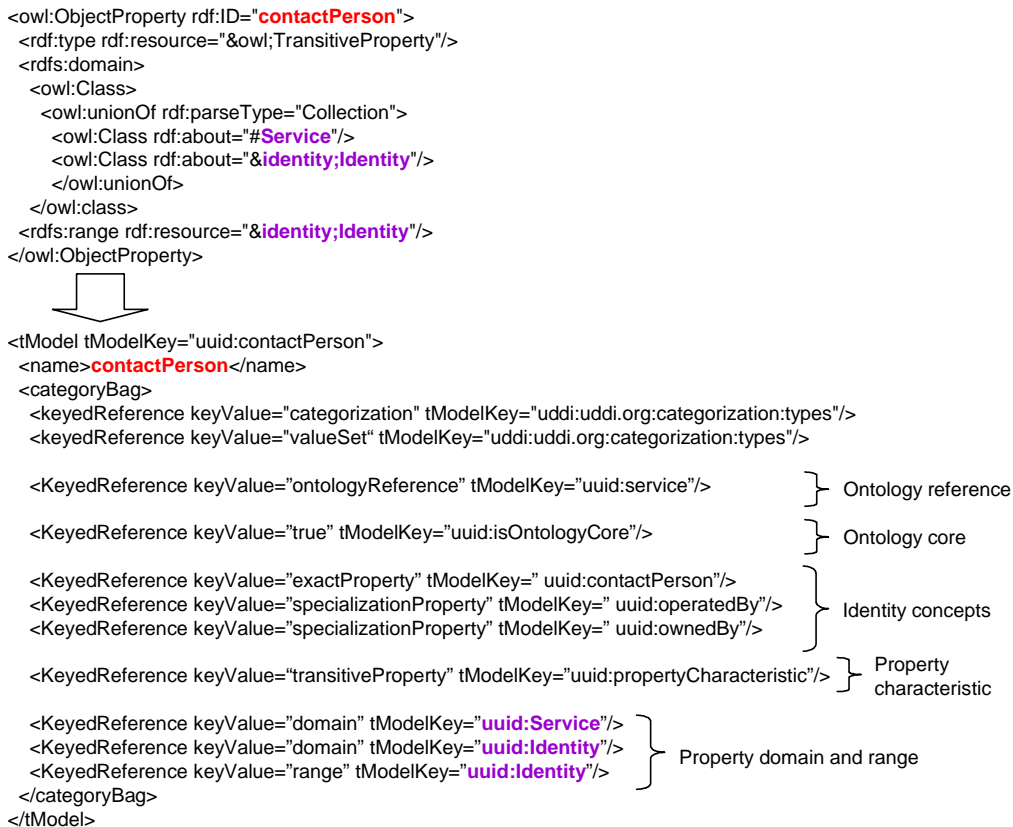 <owl:ObjectProperty rdf:ID="contactPerson">
<rdf:type rdf:resource="&owl;TransitiveProperty"/>
<rdfs:domain>
<owl:Class>
<owl:unionOf rdf:parseType="Collection">
<owl:Class rdf:about="#Service"/>
<owl:Class rdf:about="&identity;Identity"/>
</owl:unionOf>
</owl:class>
<rdfs:range rdf:resource="&identity;Identity"/>
</owl:ObjectProperty>
<tModel tModelKey="uuid:contactPerson">
<name>contactPerson</name>
<categoryBag>
<keyedReference keyValue="categorization" tModelKey="uddi:uddi.org:categorization:types"/>
<keyedReference keyValue="valueSet“ tModelKey="uddi:uddi.org:categorization:types"/>
<KeyedReference keyValue=”ontologyReference” tModelKey=”uuid:service”/>
Ontology reference
<KeyedReference keyValue=”true” tModelKey=”uuid:isOntologyCore”/>
Ontology core
<KeyedReference keyValue=”exactProperty” tModelKey=” uuid:contactPerson”/>
<KeyedReference keyValue=”specializationProperty” tModelKey=” uuid:operatedBy”/>
<KeyedReference keyValue=”specializationProperty” tModelKey=” uuid:ownedBy”/>
Identity concepts
<KeyedReference keyValue=“transitiveProperty” tModelKey=”uuid:propertyCharacteristic”/>
Property
characteristic
<KeyedReference keyValue=”domain” tModelKey=”uuid:Service”/>
<KeyedReference keyValue=”domain” tModelKey=”uuid:Identity”/>
<KeyedReference keyValue=”range” tModelKey=”uuid:Identity”/>
Property domain and range
</categoryBag>
</tModel>